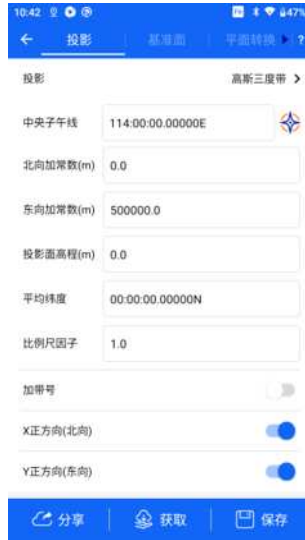 10:42
47%
投影
基准面
平面转换
?
投影
高斯三度带
中央子午线
114:00:00.00000E
北向加常数(m)
0.0
东向加常数(m)
500000.0
投影面高程(m)
0.0
平均纬度
00:00:00.00000N
比例尺因子
1.0
加带号
X正方向(北向)
Y正方向(东向)
分享
获取
保存